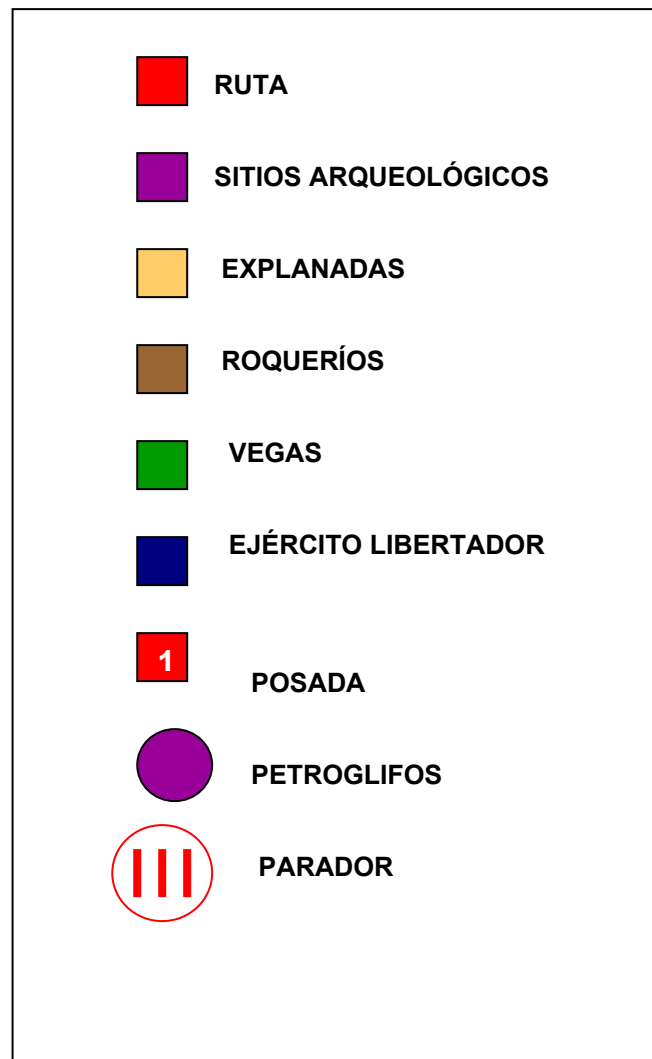 RUTA
SITIOS ARQUEOLÓGICOS
EXPLANADAS
ROQUERÍOS
VEGAS
EJÉRCITO LIBERTADOR
1
POSADA
PETROGLIFOS
III
PARADOR